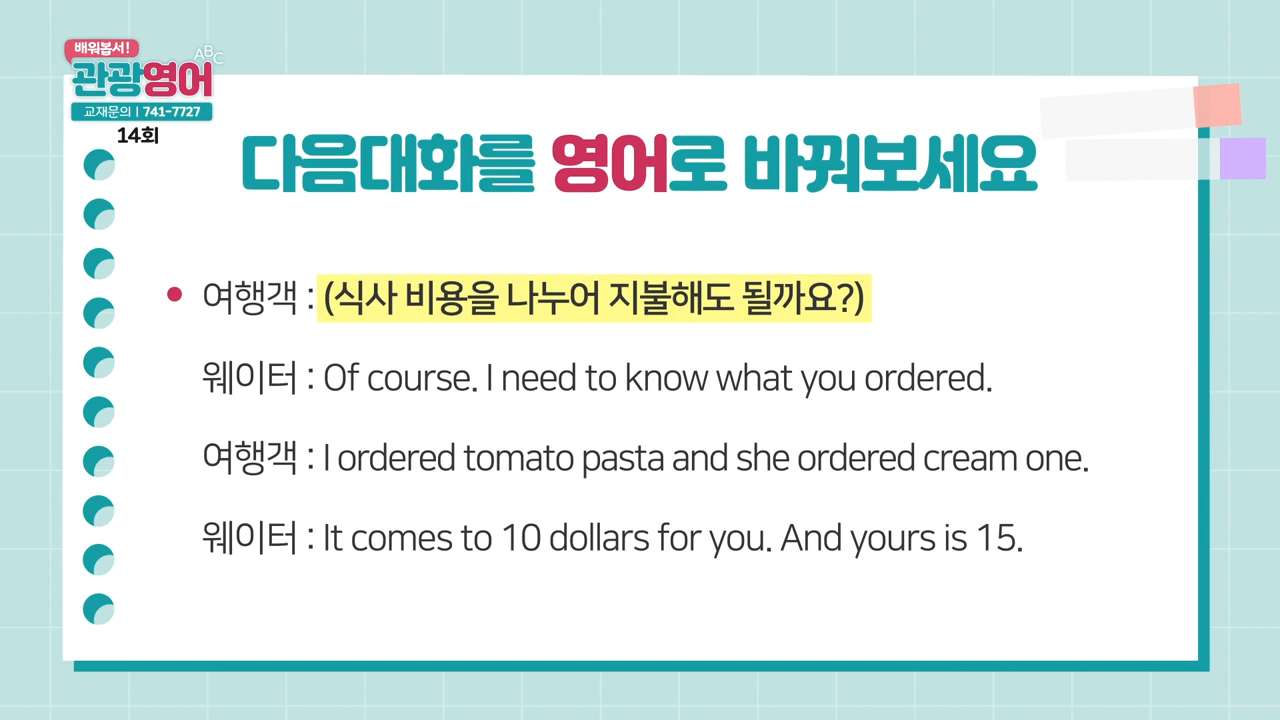 배워봅서!
ABC
관광영어
교재문의 | 741-7727
14회
다음대화를 영어로 바꿔보세요
여행객 : (식사 비용을 나누어 지불해도 될까요?)
웨이터 : Of course. I need to know what you ordered.
여행객 : I ordered tomato pasta and she ordered cream one.
웨이터 : It comes to 10 dollars for you. And yours is 15.